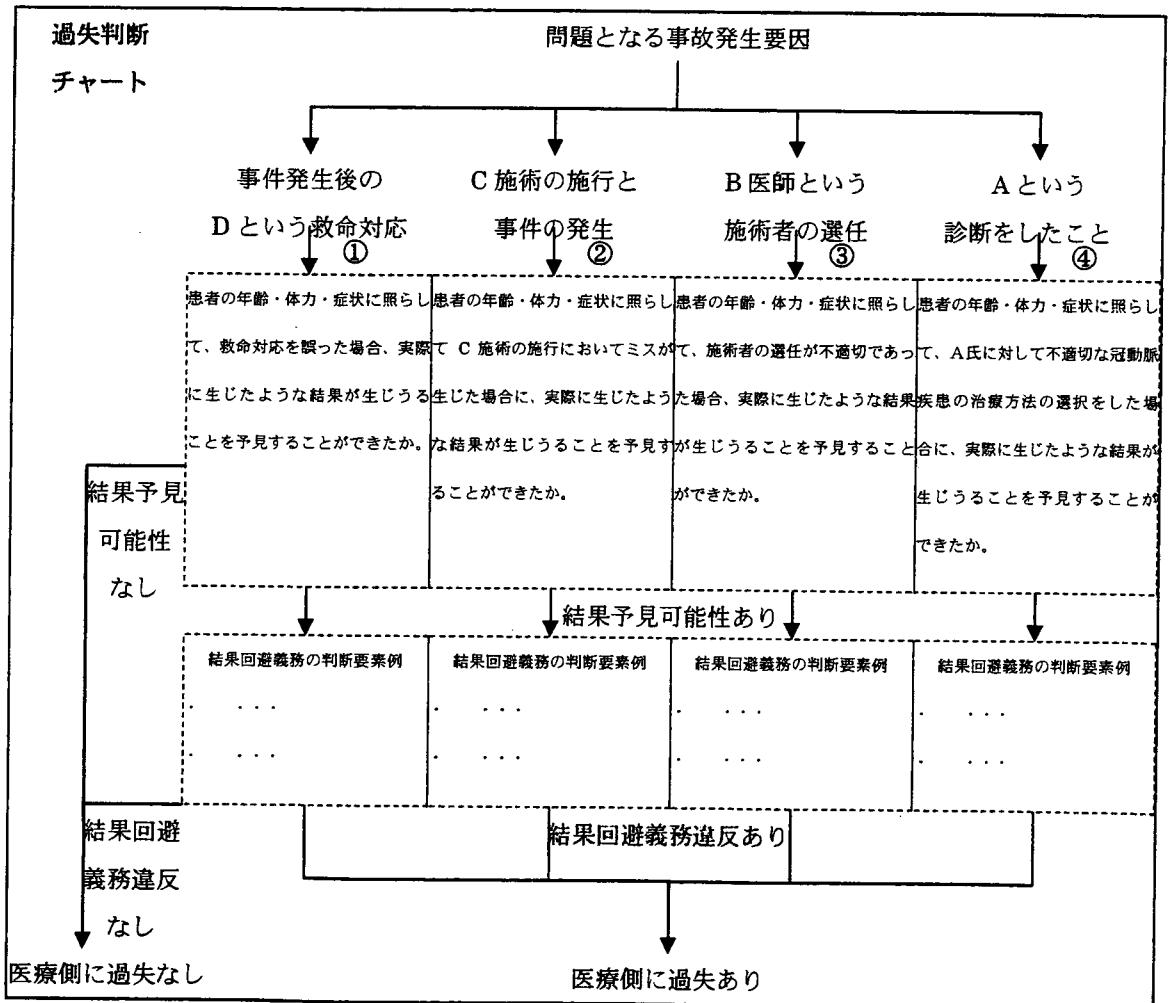 過失判断
チャート
問題となる事故発生要因
事件発生後の
Dという救命対応
①
C 施術の施行と
事件の発生
②
B 医師という
施術者の選任
③
A という
診断をしたこと
④
患者の年齢・体力・症状に照らし
て、救命対応を誤った場合、実際
に生じたような結果が生じうる
ことを予見することができたか。
患者の年齢・体力・症状に照らし
て C 施術の施行においてミスが
生じた場合に、実際に生じたよう
な結果が生じうることを予見す
ることができたか。
患者の年齢・体力・症状に照らし
て、施術者の選任が不適切であっ
た場合、実際に生じたような結果
が生じうることを予見すること
ができたか。
患者の年齢・体力・症状に照らし
て、A氏に対して不適切な冠動脈
疾患の治療方法の選択をした場
合に、実際に生じたような結果が
生じうることを予見することが
できたか。
結果予見
可能性
なし
結果予見可能性あり
結果回避義務の判断要素例
・ ・・・
・ ・・・
結果回避義務の判断要素例
・ ・・・
・ ・・・
結果回避義務の判断要素例
・ ・・・
・ ・・・
結果回避義務の判断要素例
・ ・・・
・ ・・・
結果回避
義務違反
なし
結果回避義務違反あり
医療側に過失なし
医療側に過失あり